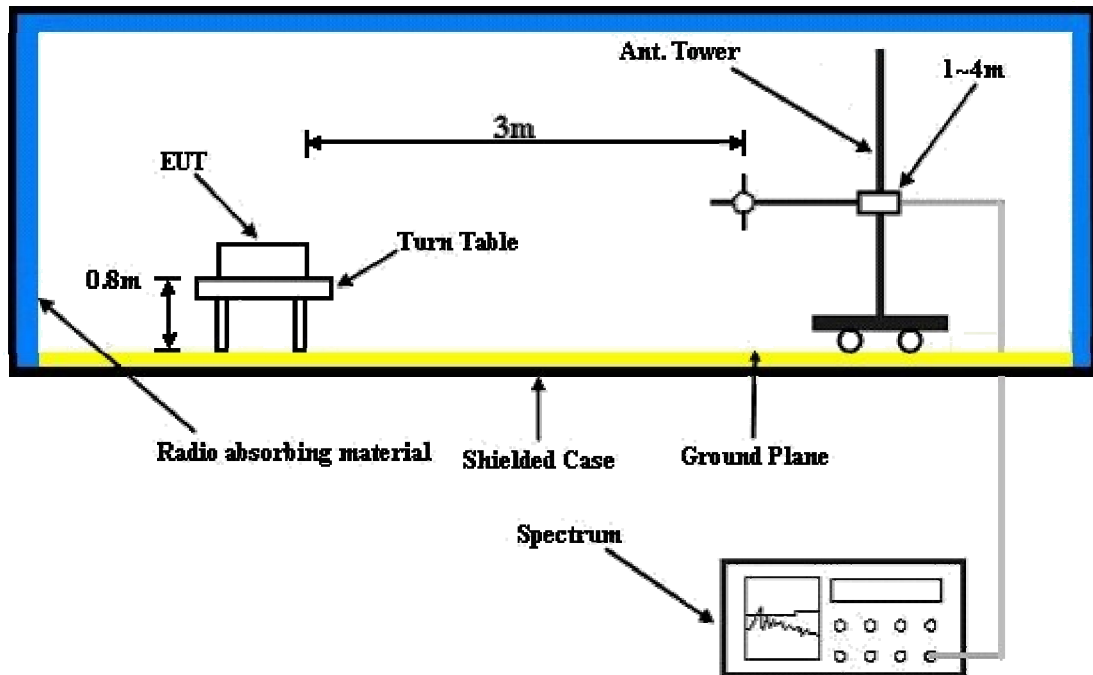 Ant. Tower
1~4m
3m
EUT
Turn Table
0.8m
Radio absorbing material
Shielded Case
Ground Plane
Spectrum